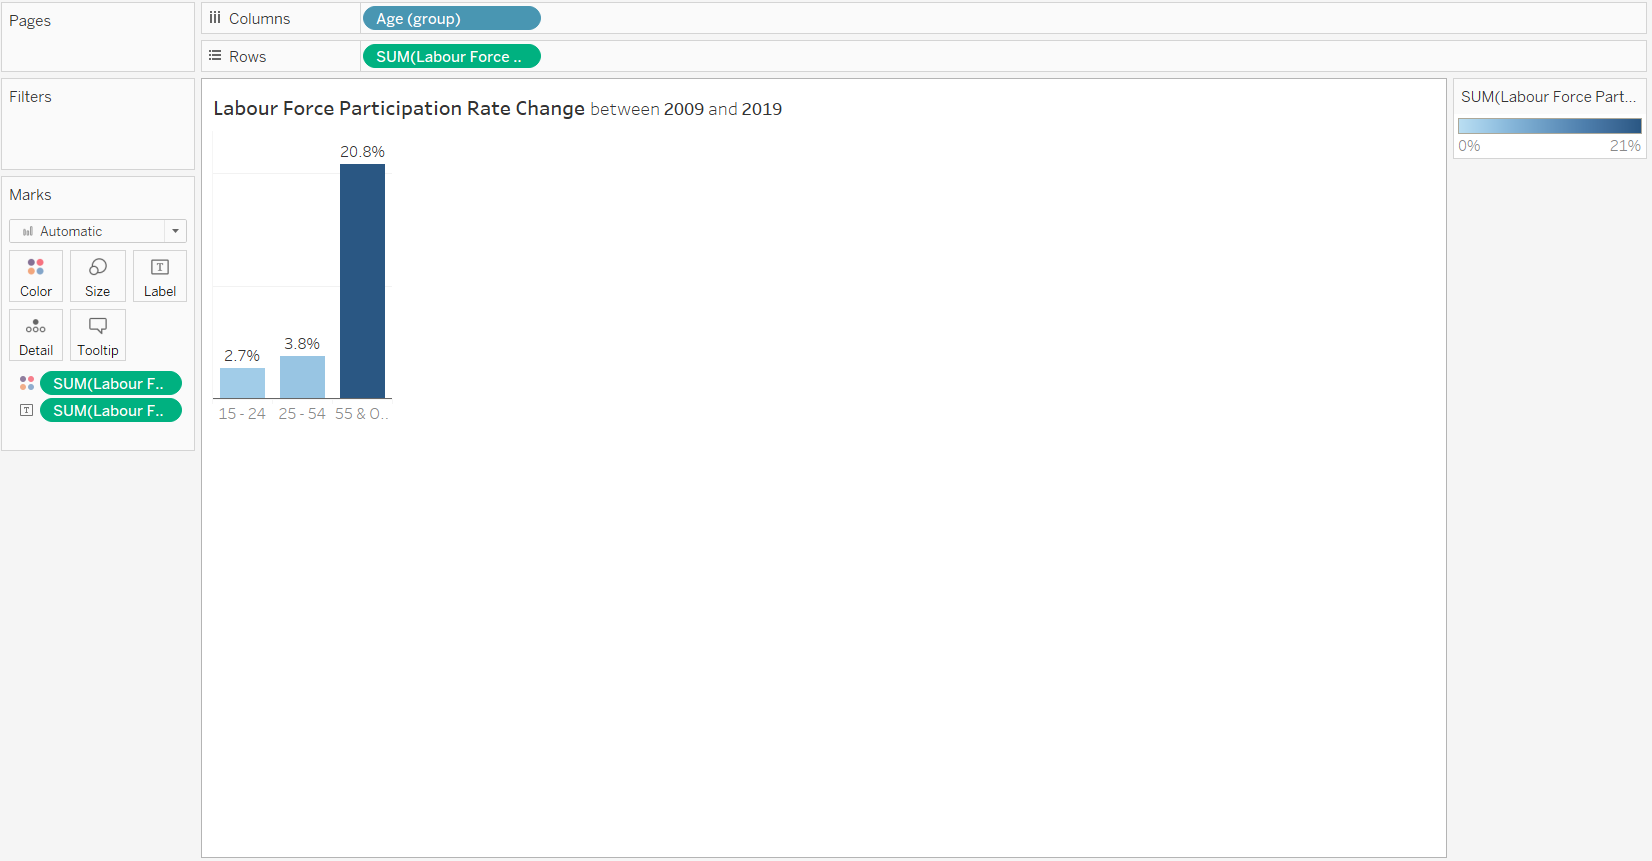 Pages
Columns
Age (group)
Rows
SUM(Labour Force ..
Filters
Marks
Automatic
Color
Size
Label
Detail
Tooltip
SUM(Labour F..
SUM(Labour F..
Labour Force Participation Rate Change between 2009 and 2019
20.8%
3.8%
2.7%
15 - 24
25 - 54
55 & O..
SUM(Labour Force Part...
0%
21%